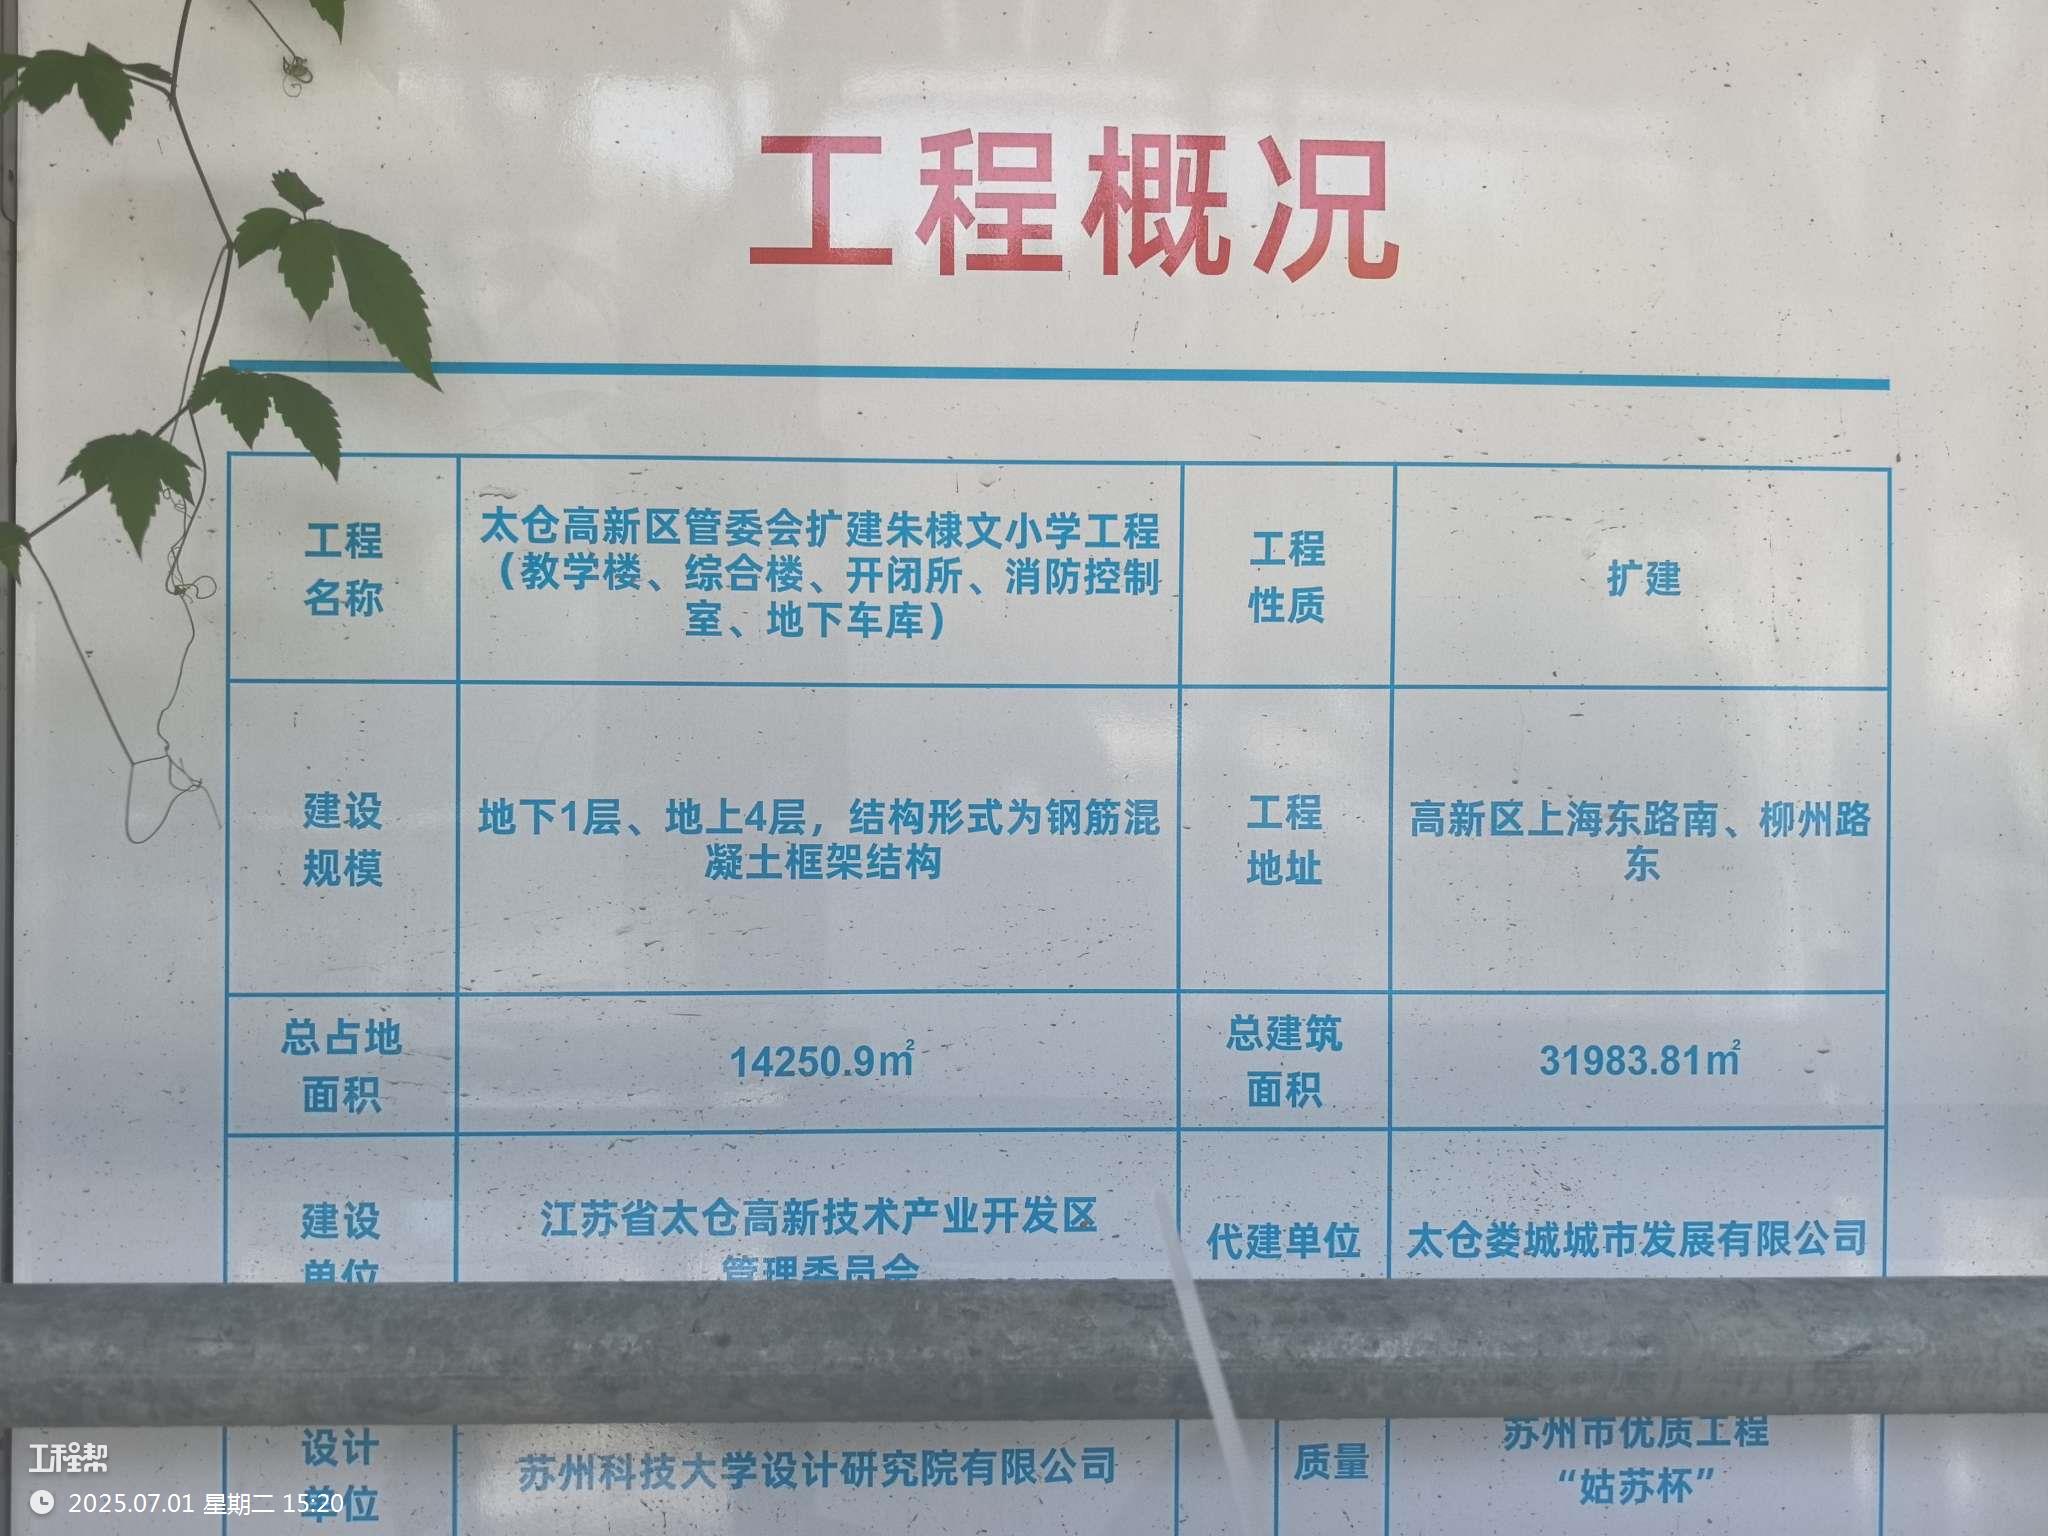 工程概况
工程
名称
太仓高新区管委会扩建朱棣文小学工程
（教学楼、综合楼、开闭所、消防控制
室、地下车库）
工程
性质
扩建
建设
规模
地下1层、地上4层，结构形式为钢筋混
凝土框架结构
工程
地址
高新区上海东路南、柳州路
东
总占地
面积
14250.9㎡
总建筑
面积
31983.81㎡
建设
单位
江苏省太仓高新技术产业开发区
管理委员会
代建单位
太仓娄城城市发展有限公司
设计
单位
苏州科技大学设计研究院有限公司
质量
苏州市优质工程
“姑苏杯”
工程帮
2025.07.01 星期二 15:20